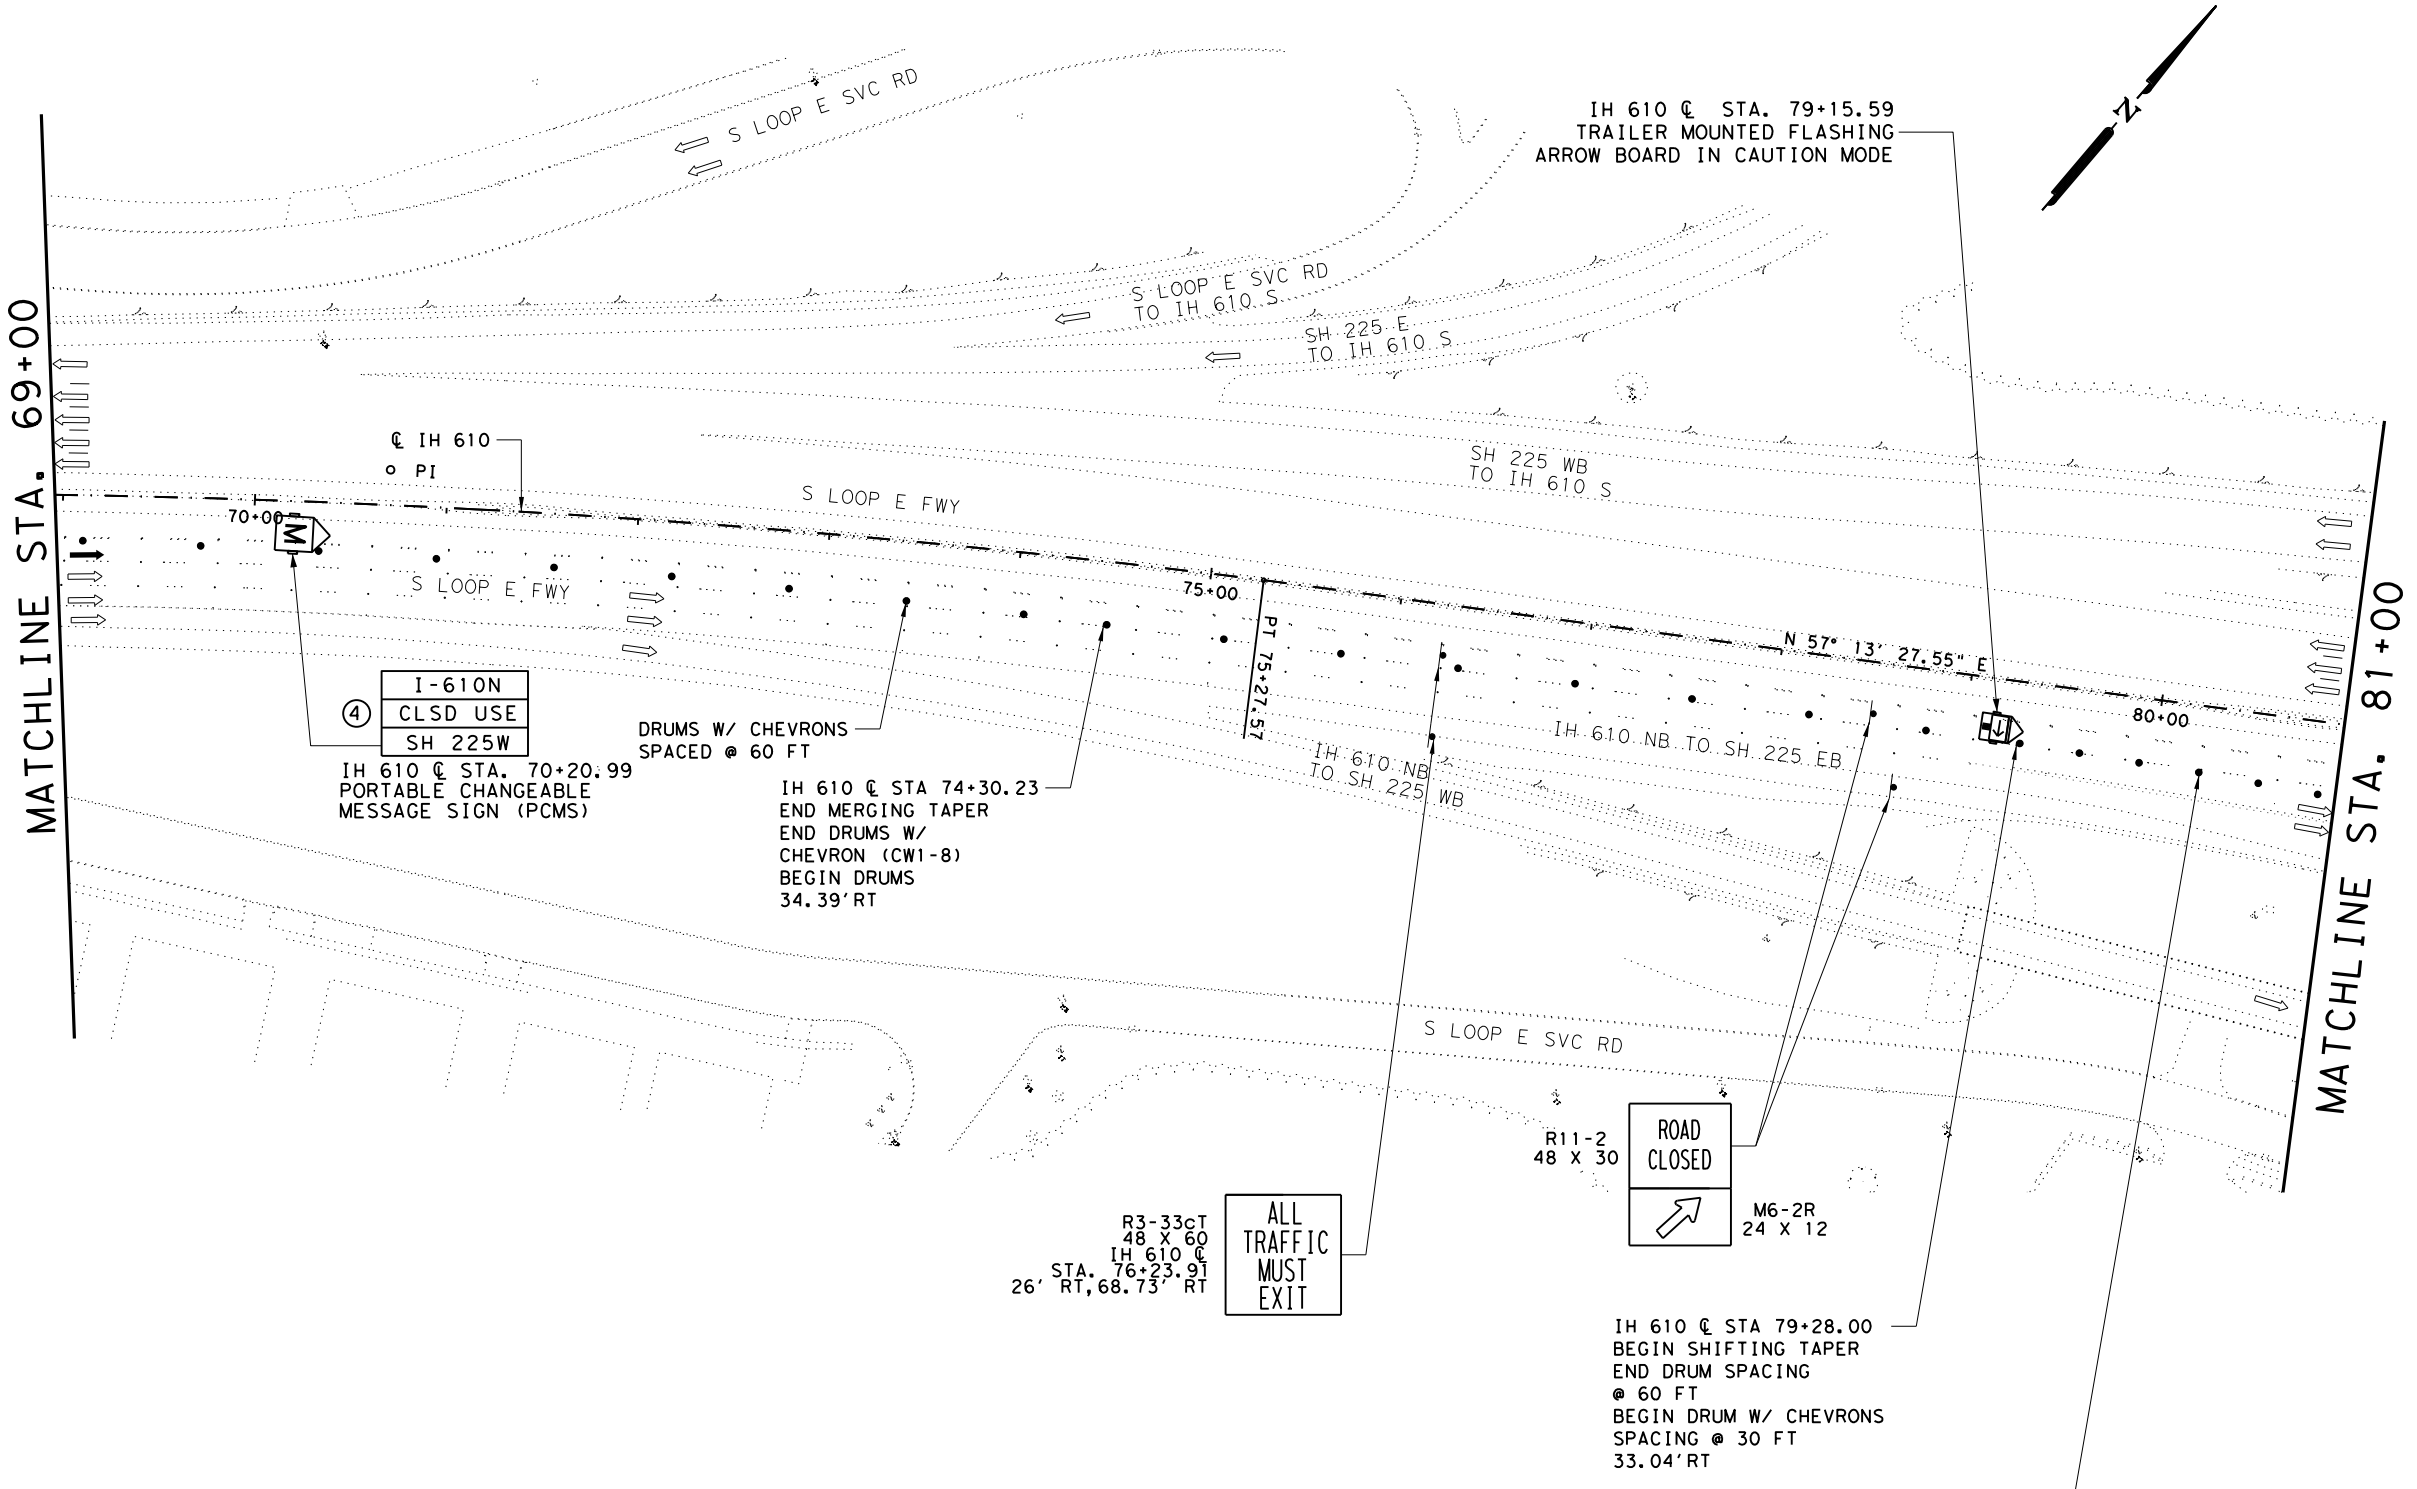 S LOOP E SVC RD
IH 610 ℄ STA. 79+15.59
TRAILER MOUNTED FLASHING
ARROW BOARD IN CAUTION MODE
N
MATCHLINE STA. 69+00
S LOOP E SVC RD
TO IH 610 S
SH 225 E
TO IH 610 S
℄ IH 610
PI
SH 225 WB
TO IH 610 S
S LOOP E FWY
70+00
M
S LOOP E FWY
75+00
PT 75+27.57
N 57° 13' 27.55" E
80+00
MATCHLINE STA. 81+00
4
I-610N
CLSD USE
SH 225W
IH 610 ℄ STA. 70+20.99
PORTABLE CHANGEABLE
MESSAGE SIGN (PCMS)
DRUMS W/ CHEVRONS
SPACED @ 60 FT
IH 610 ℄ STA 74+30.23
END MERGING TAPER
END DRUMS W/
CHEVRON (CW1-8)
BEGIN DRUMS
34.39'RT
IH 610 NB
TO SH 225 WB
IH 610 NB TO SH 225 EB
S LOOP E SVC RD
R11-2
48 X 30
ROAD
CLOSED
M6-2R
24 X 12
R3-33cT
48 X 60
IH 610 ℄
STA. 76+23.91
26' RT,68.73' RT
ALL
TRAFFIC
MUST
EXIT
IH 610 ℄ STA 79+28.00
BEGIN SHIFTING TAPER
END DRUM SPACING
@ 60 FT
BEGIN DRUM W/ CHEVRONS
SPACING @ 30 FT
33.04'RT